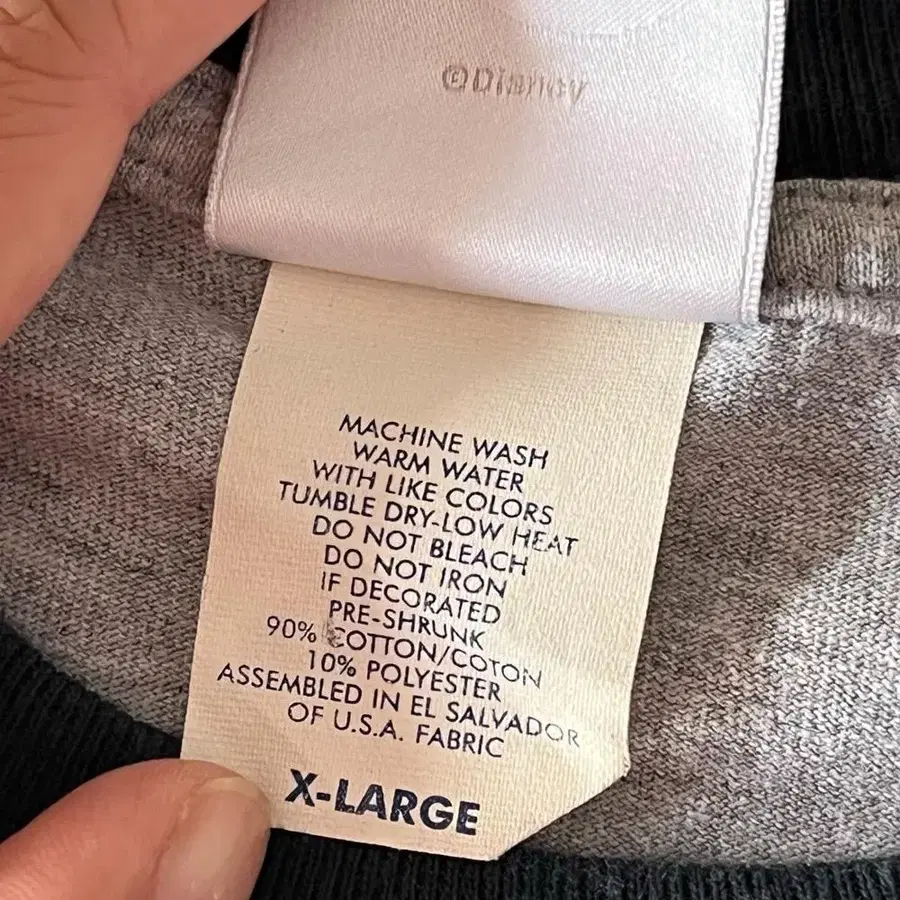 ©Disney
MACHINE WASH
WARM WATER
WITH LIKE COLORS
TUMBLE DRY-LOW HEAT
DO NOT BLEACH
DO NOT IRON
IF DECORATED
PRE-SHRUNK
90% COTTON/COTON
10% POLYESTER
ASSEMBLED IN EL SALVADOR
OF U.S.A. FABRIC
X-LARGE